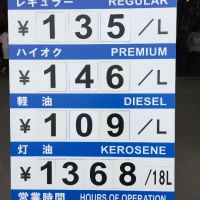 レギュラー REGULAR
¥135/L
ハイオク PREMIUM
¥146/L
軽油 DIESEL
¥109/L
灯油 KEROSENE
¥1368/18L
営業時間 HOURS OF OPERATION